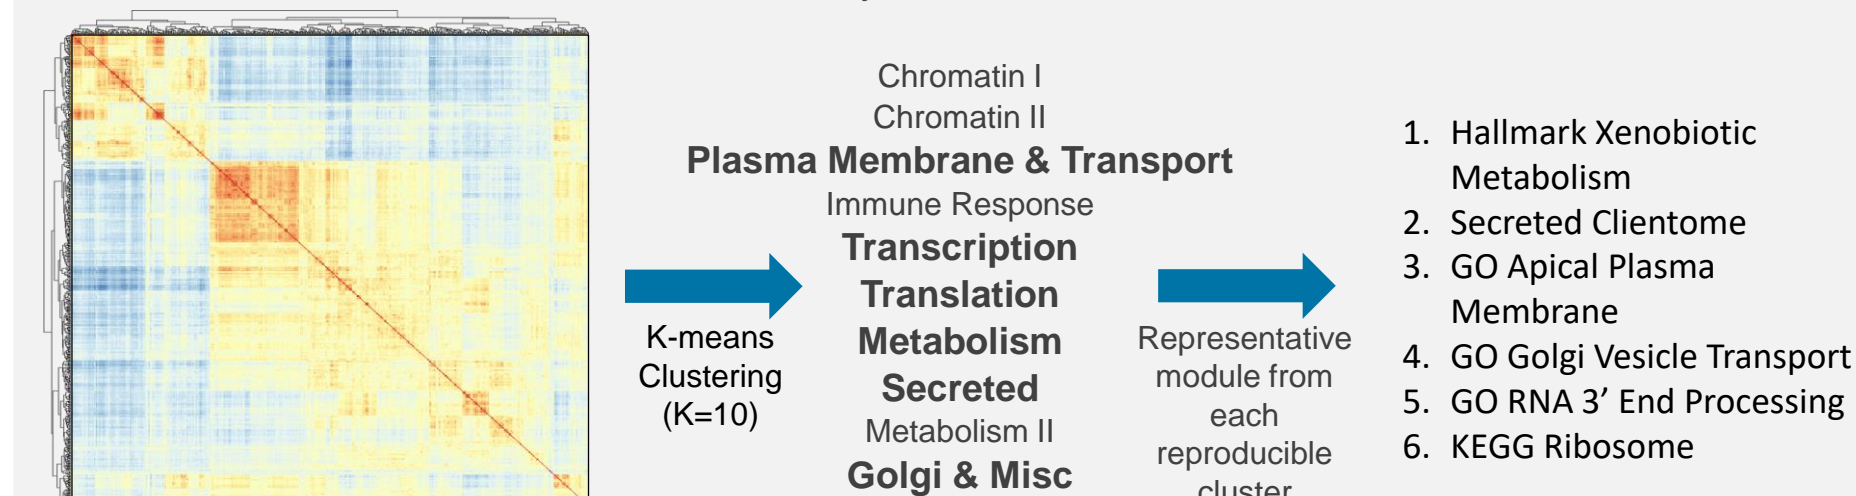 Chromatin I
Chromatin II
Plasma Membrane & Transport
Immune Response
Transcription
Translation
Metabolism
Secreted
Metabolism II
Golgi & Misc
K-means
Clustering
(K=10)
Representative
module from
each
reproducible
cluster
1. Hallmark Xenobiotic
Metabolism
2. Secreted Clientome
3. GO Apical Plasma
Membrane
4. GO Golgi Vesicle Transport
5. GO RNA 3’ End Processing
6. KEGG Ribosome